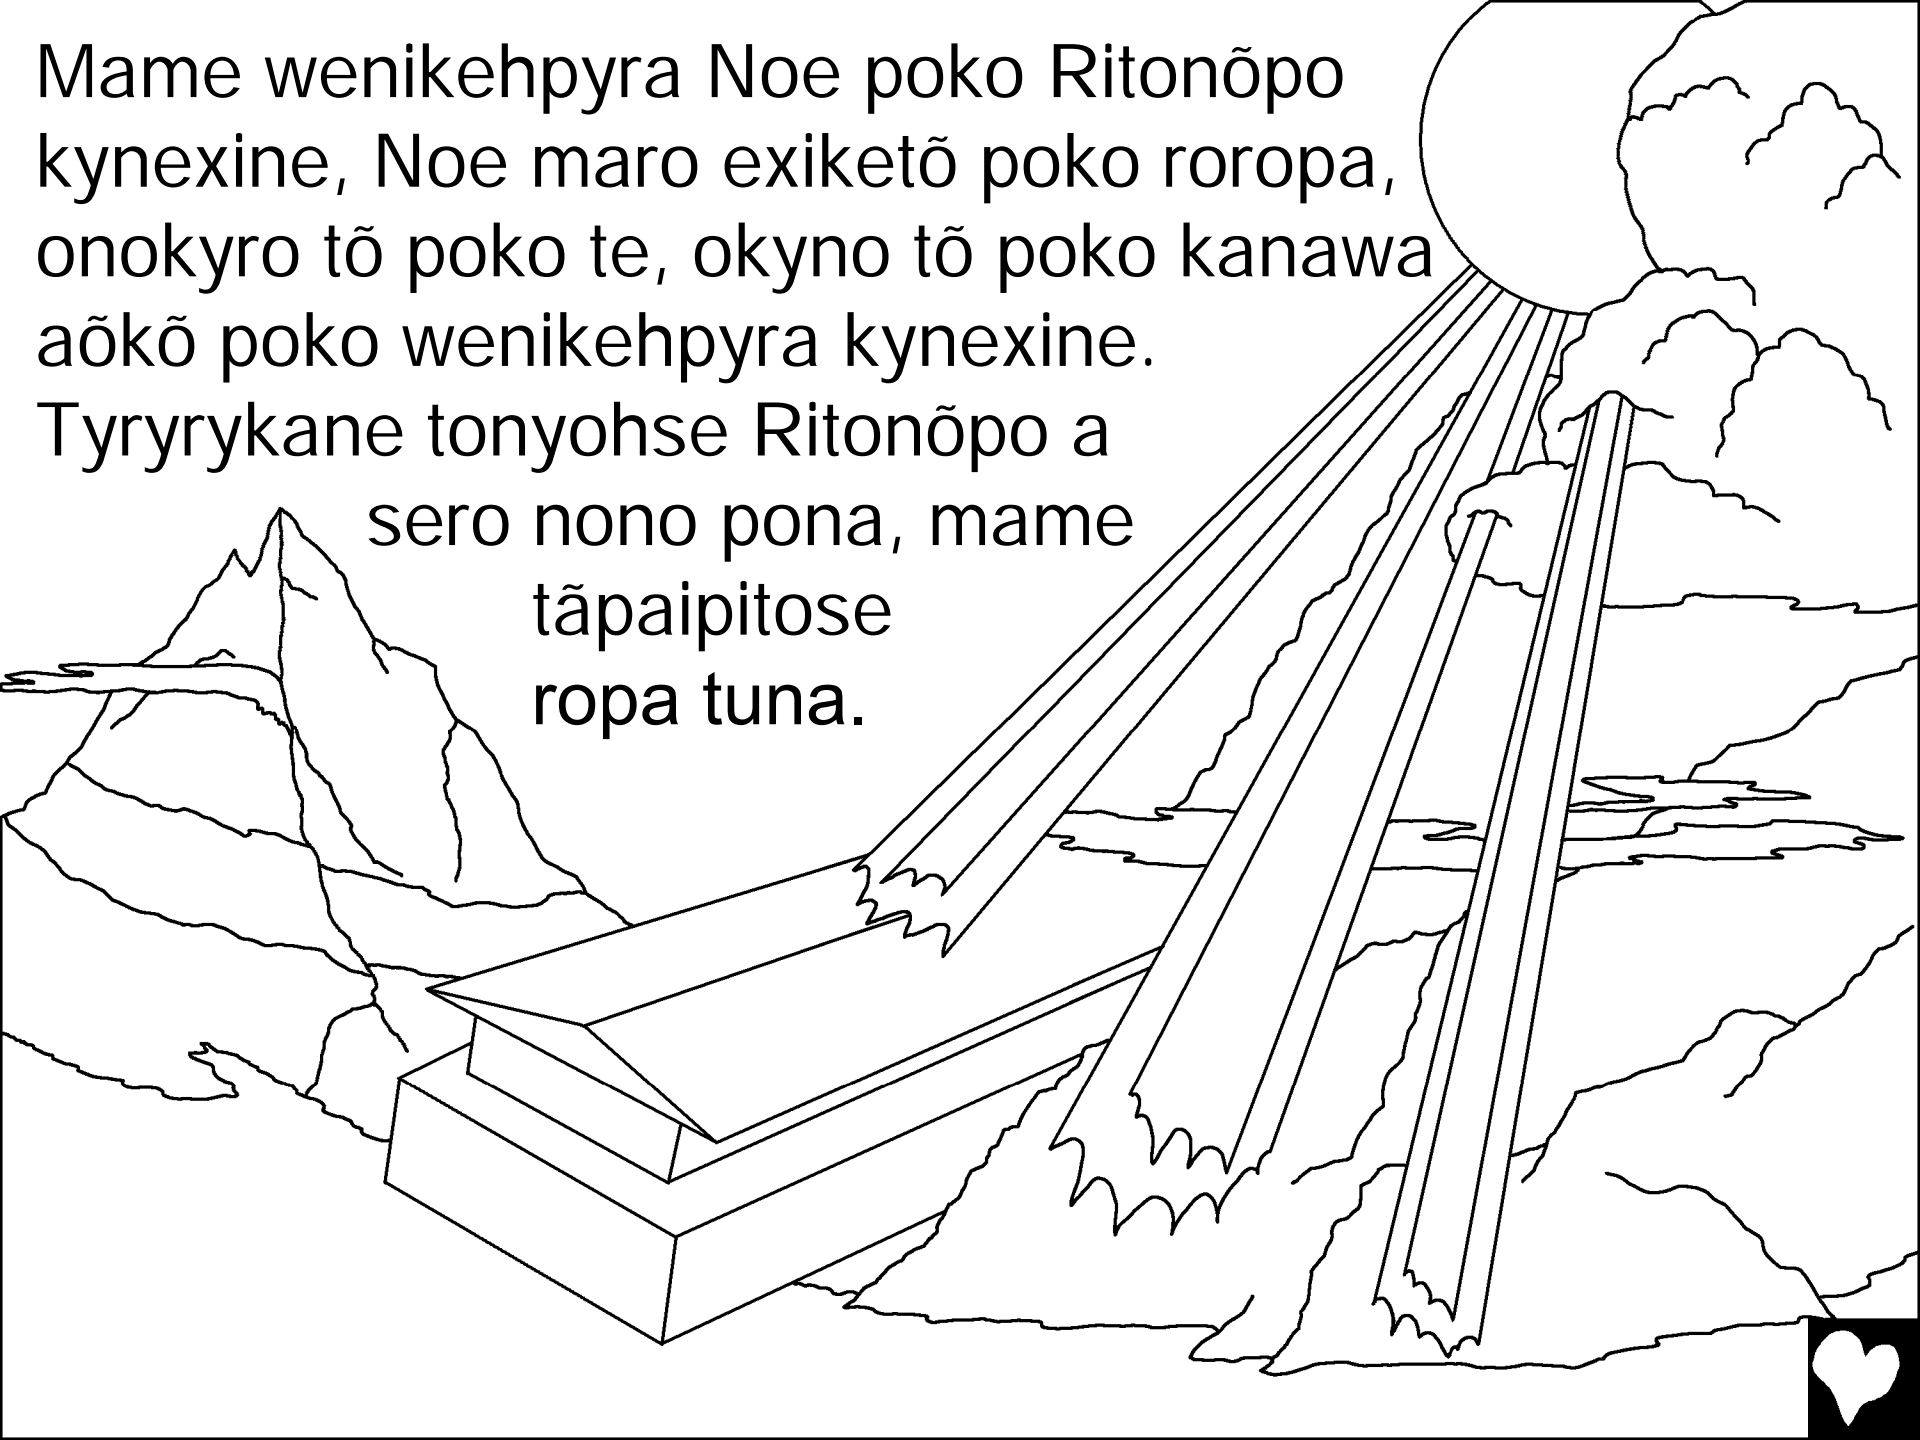 Mame wenikehpyra Noe poko Ritonõpo
kynexine, Noe maro exiketõ poko roropa,
onokyro tõ poko te, okyno tõ poko kanawa
aõkõ poko wenikehpyra kynexine.
Tyryrykane tonyohse Ritonõpo a
sero nono pona, mame
tãpaipitose
ropa tuna.